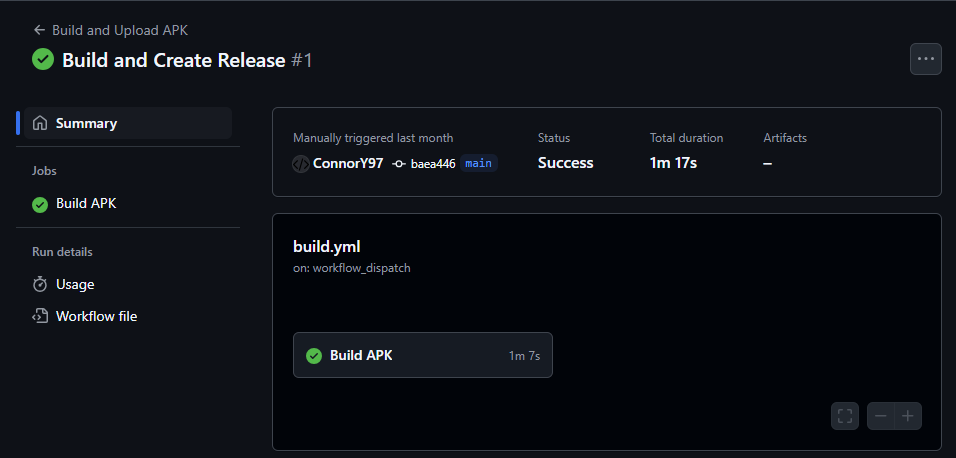 ← Build and Upload APK
Build and Create Release #1
Summary
Jobs
Build APK
Run details
Usage
Workflow file
Manually triggered last month
ConnorY97 baea446 main
Status
Success
Total duration
1m 17s
Artifacts
–
build.yml
on: workflow_dispatch
Build APK 1m 7s